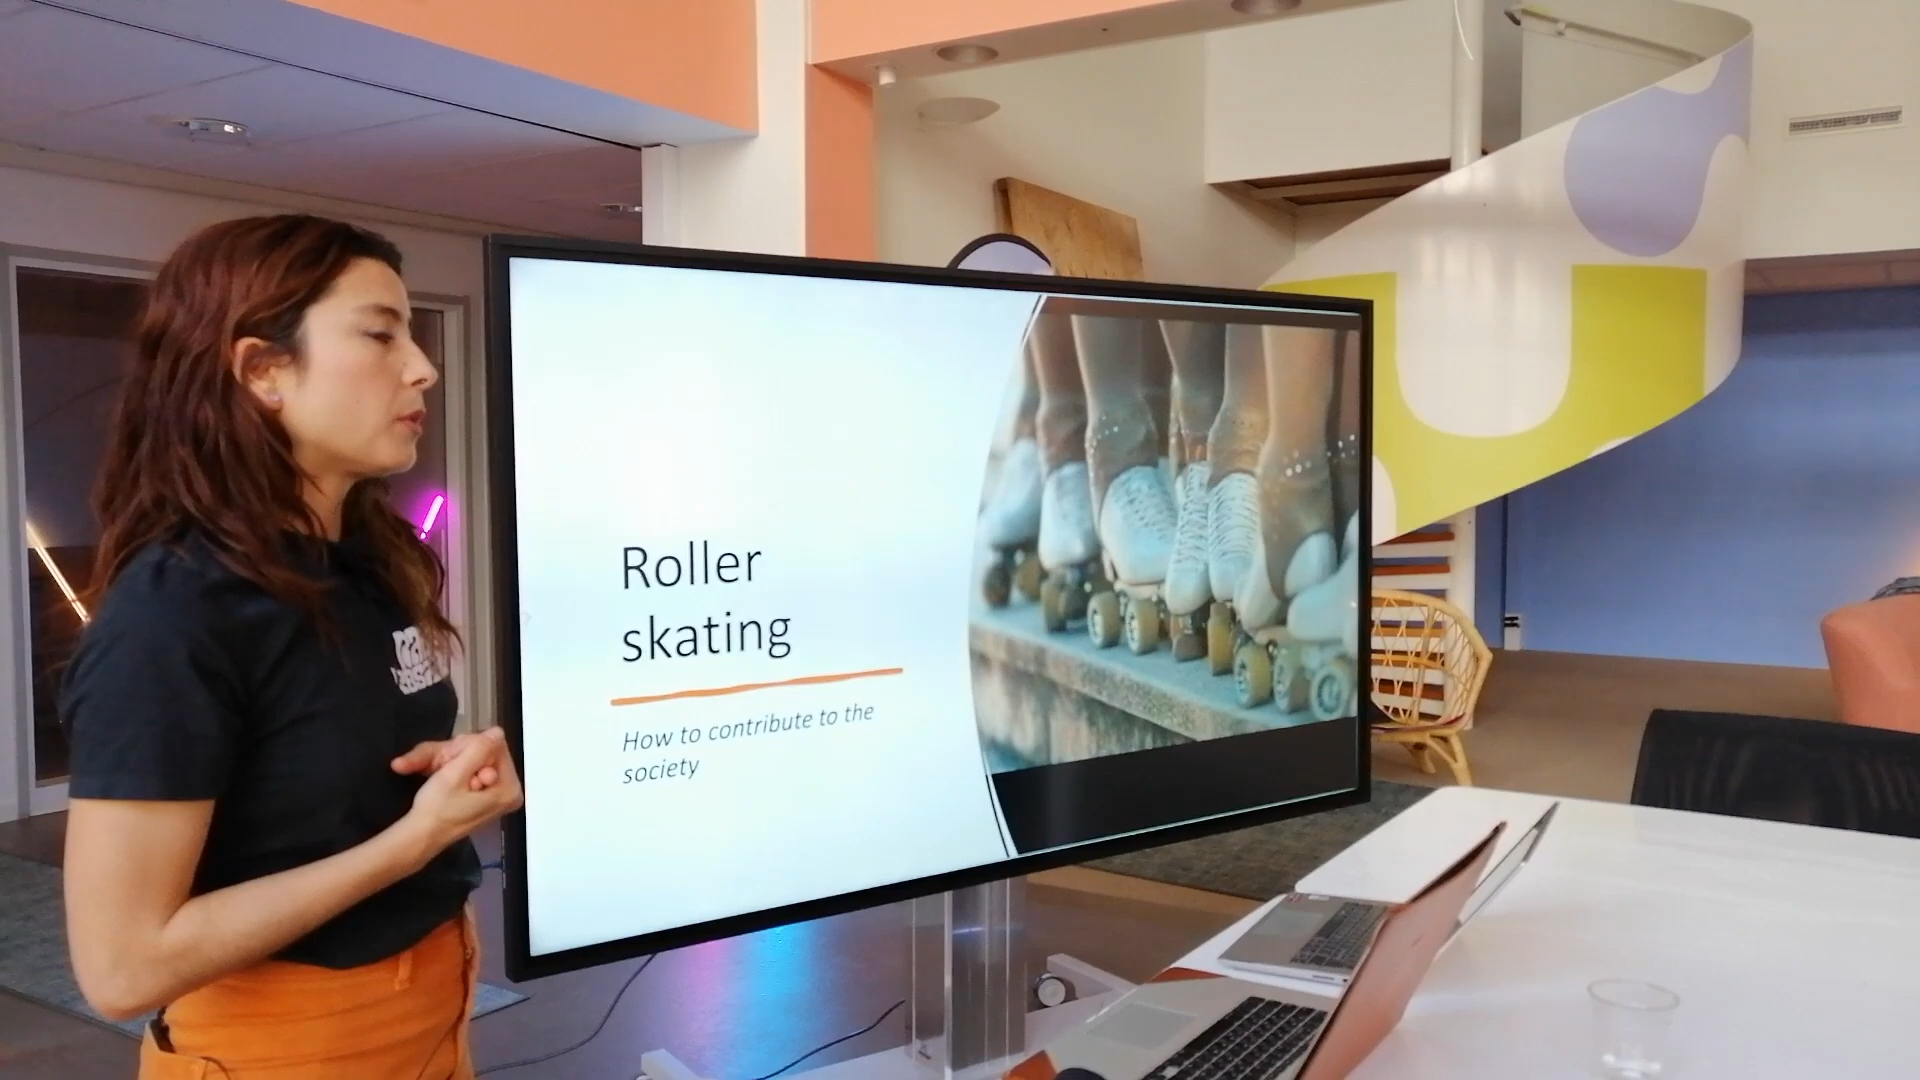 Roller
skating
How to contribute to the
society